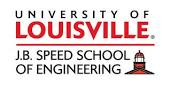 UNIVERSITY OF
LOUISVILLE.
J.B. SPEED SCHOOL
OF ENGINEERING